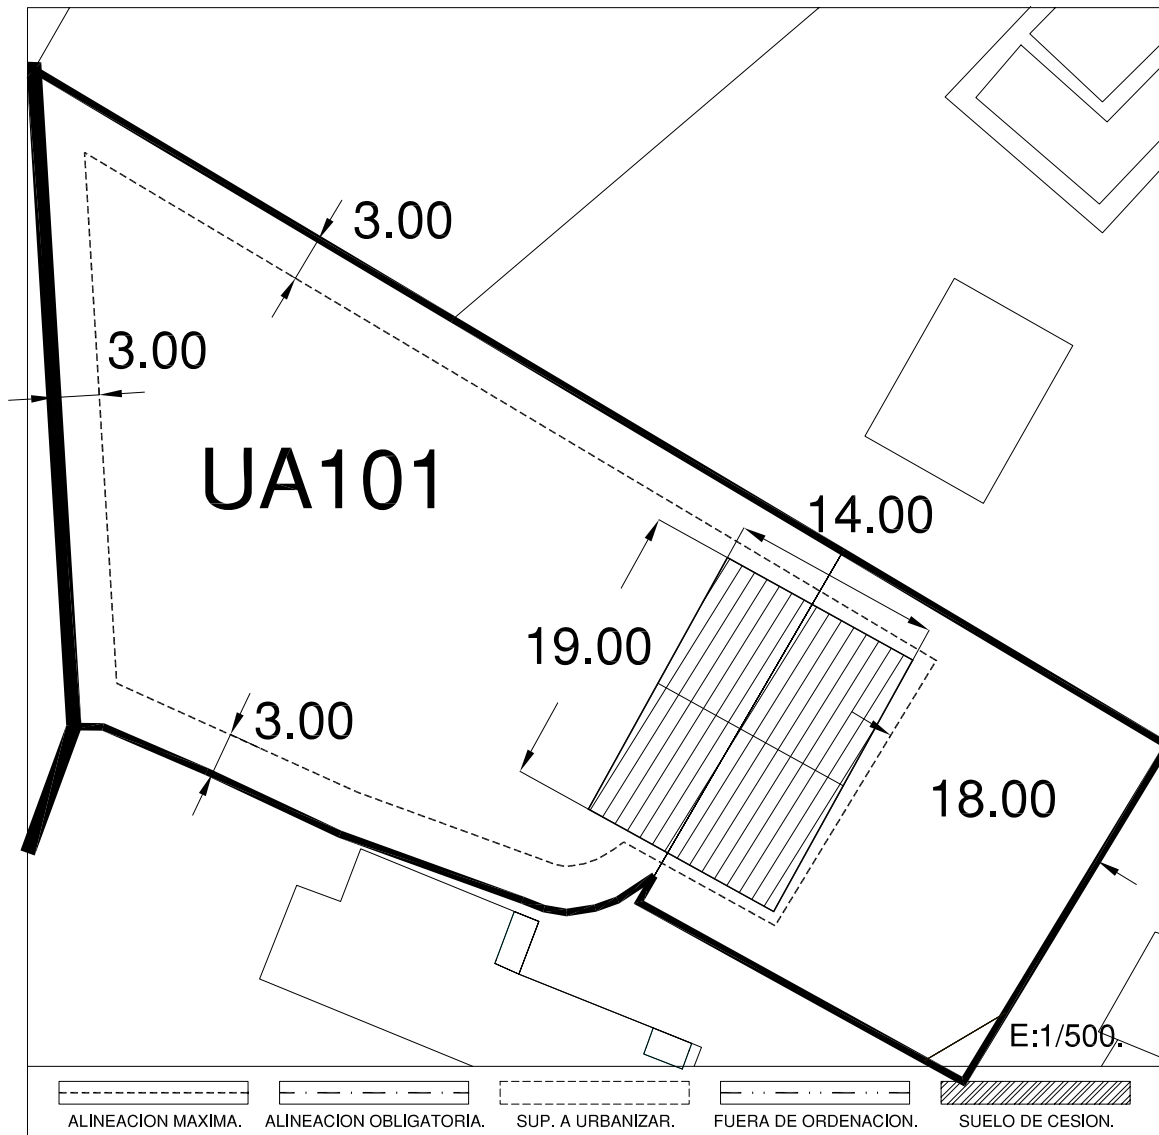 3.00
3.00
UA101
14.00
19.00
3.00
18.00
E:1/500.
ALINEACION MAXIMA.
ALINEACION OBLIGATORIA.
SUP. A URBANIZAR.
FUERA DE ORDENACION.
SUELO DE CESION.